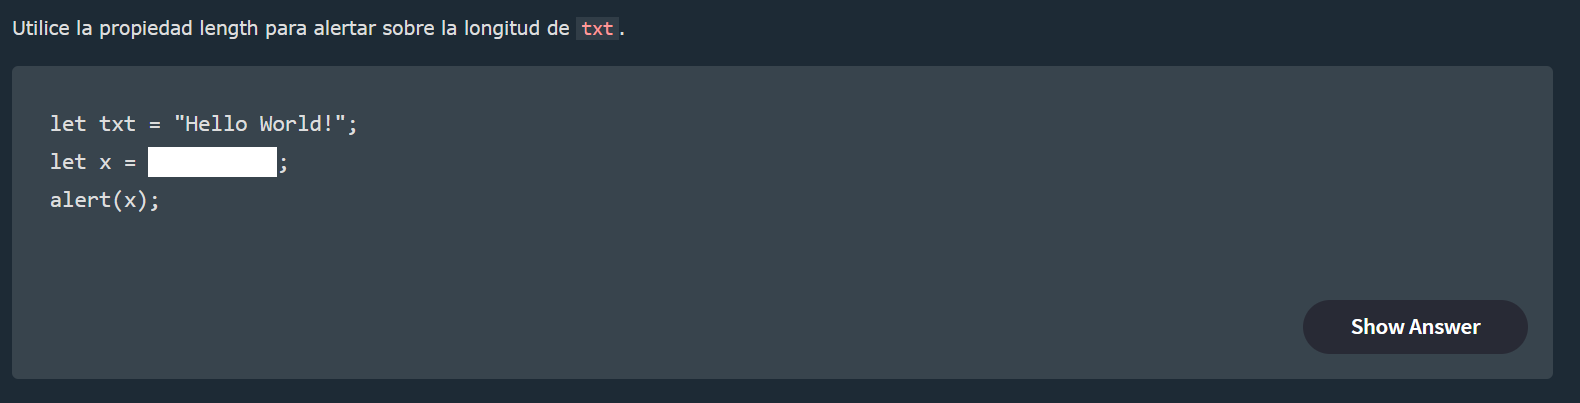 Utilice la propiedad length para alertar sobre la longitud de txt.
let txt = "Hello World!";
let x = ;
alert(x);
Show Answer